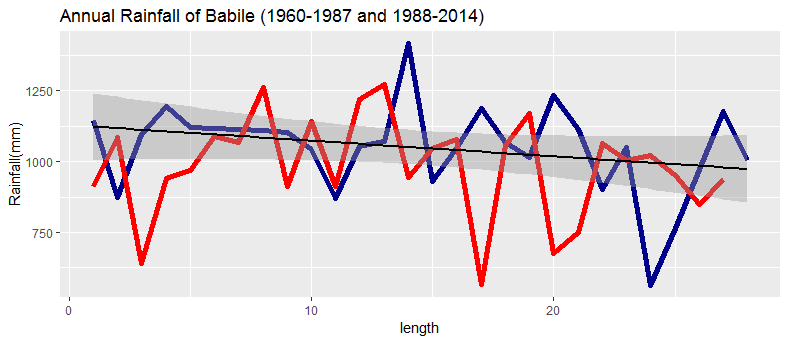 Annual Rainfall of Babile (1960-1987 and 1988-2014)
Rainfall(mm)
1250
1000
750
0 10 20
length